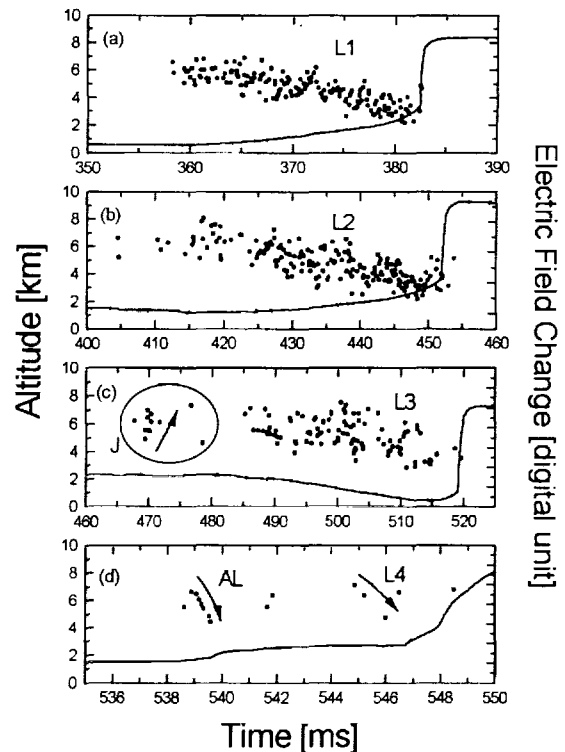 Altitude [km]
Electric Field Change [digital unit]
(a)
L1
10
8
6
4
2
0
350 360 370 380 390
(b)
L2
10
8
6
4
2
0
400 410 420 430 440 450 460
(c)
J
L3
10
8
6
4
2
0
460 470 480 490 500 510 520
(d)
AL
L4
10
8
6
4
2
0
536 538 540 542 544 546 548 550
Time [ms]